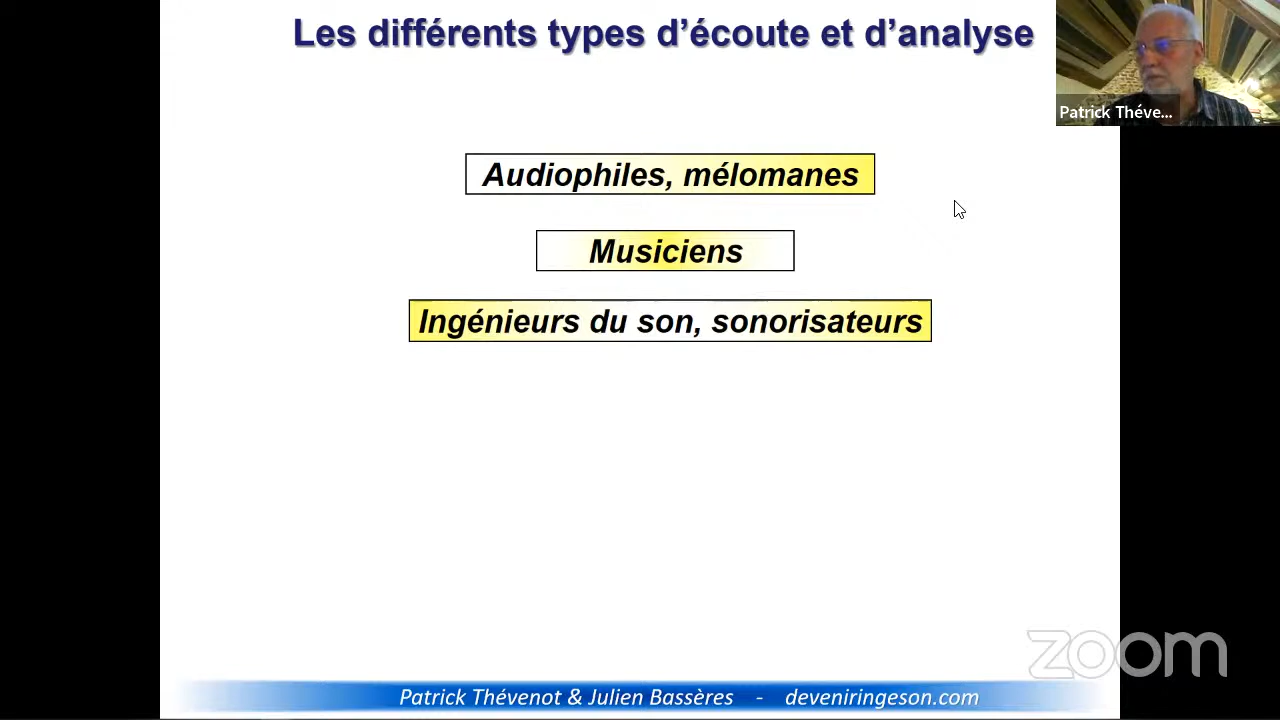 Les différents types d’écoute et d’analyse
Patrick Théve...
Audiophiles, mélomanes
Musiciens
Ingénieurs du son, sonorisateurs
zoom
Patrick Thévenot & Julien Bassères - deveniringeson.com